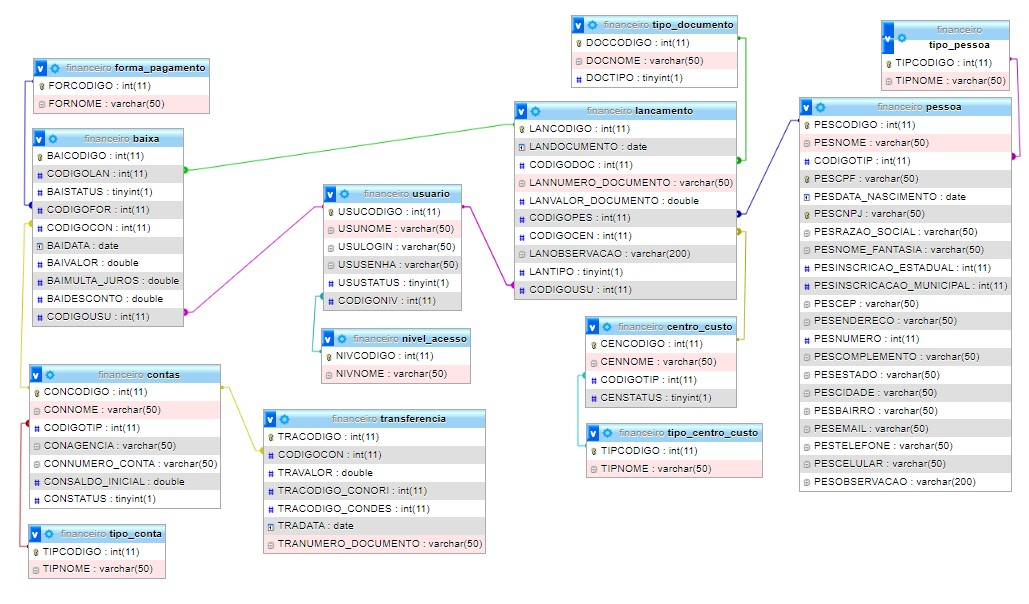 financeiro forma_pagamento
FORCODIGO : int(11)
FORNOME : varchar(50)
financeiro baixa
BAICODIGO : int(11)
CODIGOLAN : int(11)
BAISTATUS : tinyint(1)
CODIGOFOR : int(11)
CODIGOCON : int(11)
BAIDATA : date
BAIVALOR : double
BAIMULTA_JUROS : double
BAIDESCONTO : double
CODIGOUSU : int(11)
financeiro contas
CONCODIGO : int(11)
CONNOME : varchar(50)
CODIGOTIP : int(11)
CONAGENCIA : varchar(50)
CONNUMERO_CONTA : varchar(50)
CONSALDO_INICIAL : double
CONSTATUS : tinyint(1)
financeiro tipo_conta
TIPCODIGO : int(11)
TIPNOME : varchar(50)
financeiro usuario
USUCODIGO : int(11)
USUNOME : varchar(50)
USULOGIN : varchar(50)
USUSENHA : varchar(50)
USUSTATUS : tinyint(1)
CODIGONIV : int(11)
financeiro nivel_acesso
NIVCODIGO : int(11)
NIVNOME : varchar(50)
financeiro transferencia
TRACODIGO : int(11)
CODIGOCON : int(11)
TRAVALOR : double
TRACODIGO_CONORI : int(11)
TRACODIGO_CONDES : int(11)
TRADATA : date
TRANUMERO_DOCUMENTO : varchar(50)
financeiro tipo_documento
DOCCODIGO : int(11)
DOCNOME : varchar(50)
DOCTIPO : tinyint(1)
financeiro lancamento
LANCODIGO : int(11)
LANDOCUMENTO : date
CODIGODOC : int(11)
LANNUMERO_DOCUMENTO : varchar(50)
LANVALOR_DOCUMENTO : double
CODIGOPES : int(11)
CODIGOCEN : int(11)
LANOBSERVACAO : varchar(200)
LANTIPO : tinyint(1)
CODIGOUSU : int(11)
financeiro centro_custo
CENCODIGO : int(11)
CENNOME : varchar(50)
CODIGOTIP : int(11)
CENSTATUS : tinyint(1)
financeiro tipo_centro_custo
TIPCODIGO : int(11)
TIPNOME : varchar(50)
financeiro
tipo_pessoa
TIPCODIGO : int(11)
TIPNOME : varchar(50)
financeiro pessoa
PESCODIGO : int(11)
PESNOME : varchar(50)
CODIGOTIP : int(11)
PESCPF : varchar(50)
PESDATA_NASCIMENTO : date
PESCNPJ : varchar(50)
PESRAZAO_SOCIAL : varchar(50)
PESNOME_FANTASIA : varchar(50)
PESINSCRICAO_ESTADUAL : int(11)
PESINSCRICACAO_MUNICIPAL : int(11)
PESCEP : varchar(50)
PESENDERECO : varchar(50)
PESNUMERO : int(11)
PESCOMPLEMENTO : varchar(50)
PESESTADO : varchar(50)
PESCIDADE : varchar(50)
PESBAIRRO : varchar(50)
PESEMAIL : varchar(50)
PESTELEFONE : varchar(50)
PESCELULAR : varchar(50)
PESOBSERVACAO : varchar(200)